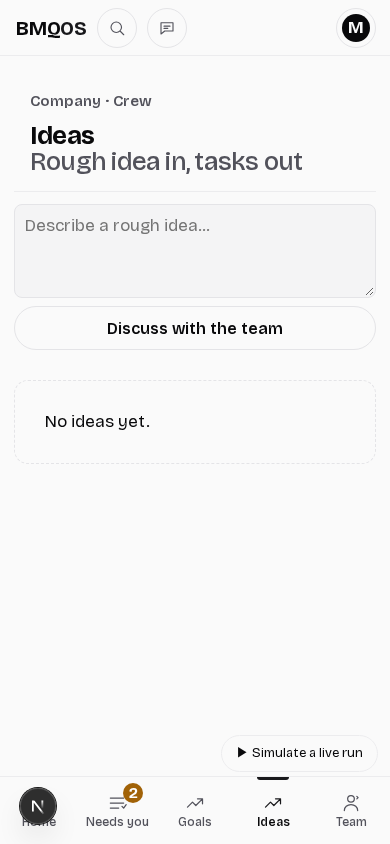 BMQOS
M
Company · Crew
Ideas
Rough idea in, tasks out
Describe a rough idea...
Discuss with the team
No ideas yet.
Simulate a live run
N
2
Home
Needs you
Goals
Ideas
Team